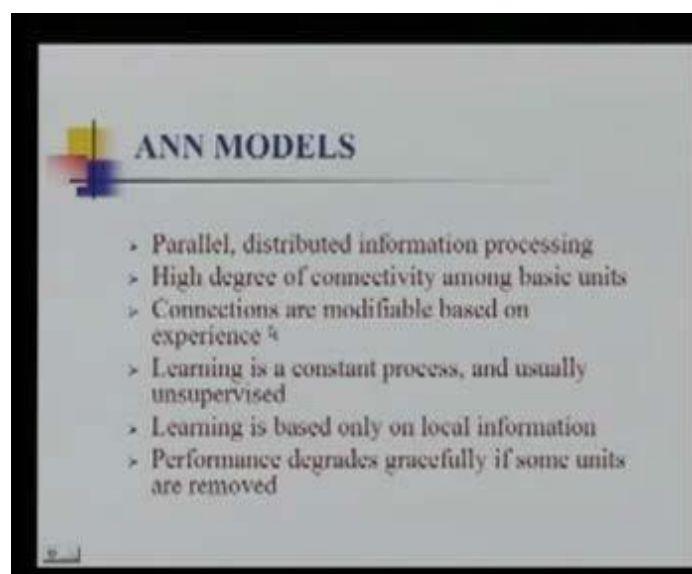 ANN MODELS
Parallel, distributed information processing
High degree of connectivity among basic units
Connections are modifiable based on
experience
Learning is a constant process, and usually
unsupervised
Learning is based only on local information
Performance degrades gracefully if some units
are removed